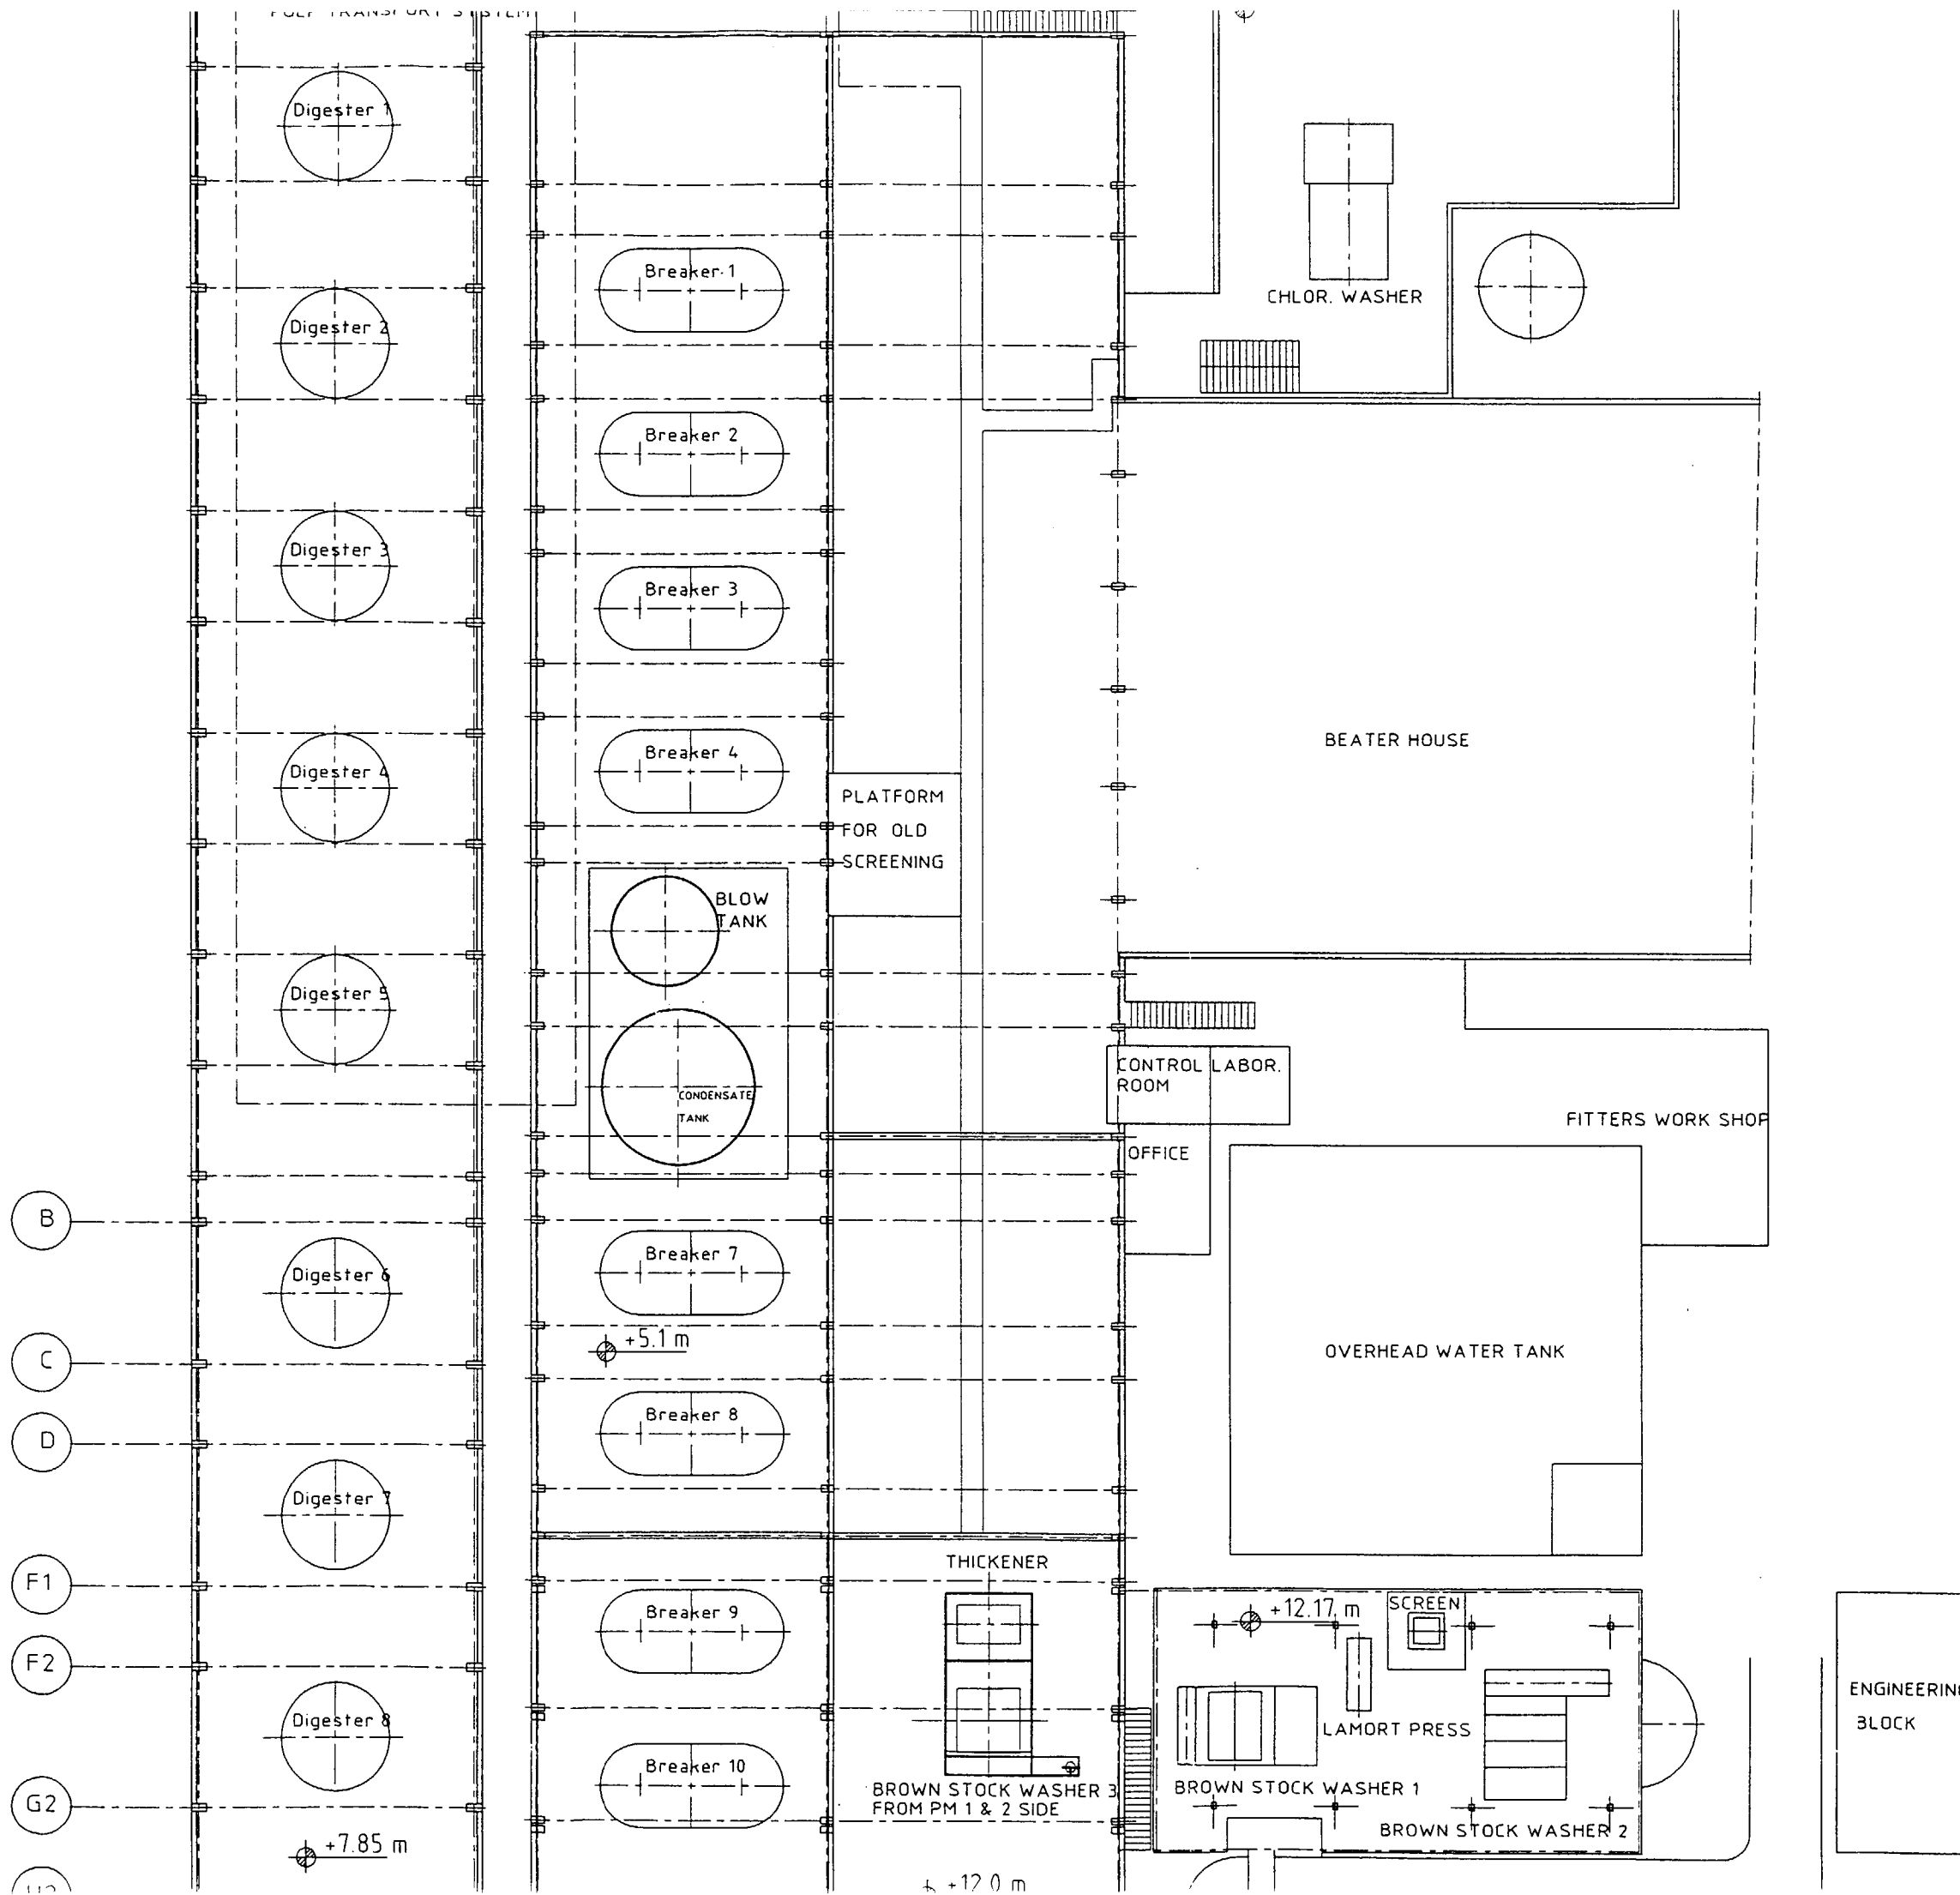 PULP TRANSPORT SYSTEM
Digester 1
Digester 2
Digester 3
Digester 4
Digester 5
Digester 6
Digester 7
Digester 8
Breaker 1
Breaker 2
Breaker 3
Breaker 4
BLOW
TANK
CONDENSATE
TANK
Breaker 7
+5.1 m
Breaker 8
Breaker 9
Breaker 10
PLATFORM
FOR OLD
SCREENING
CHLOR. WASHER
BEATER HOUSE
CONTROL LABOR.
ROOM
OFFICE
FITTERS WORK SHOP
OVERHEAD WATER TANK
THICKENER
BROWN STOCK WASHER 3
FROM PM 1 & 2 SIDE
+12.17 m
SCREEN
LAMORT PRESS
BROWN STOCK WASHER 1
BROWN STOCK WASHER 2
ENGINEERING
BLOCK
B
C
D
F1
F2
G2
+7.85 m
+12.0 m